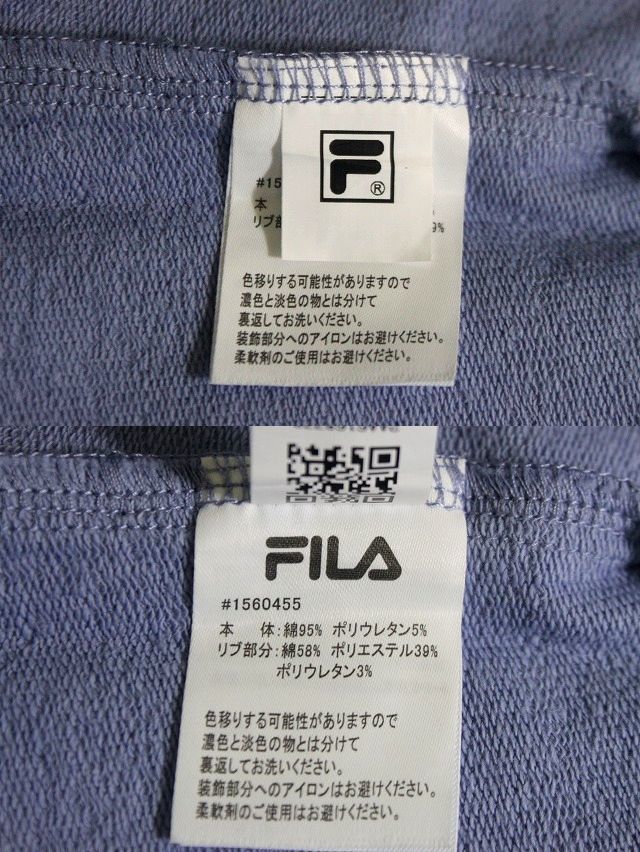 F®
#15
本
リブ部 9%
色移りする可能性がありますので
濃色と淡色の物とは分けて
裏返してお洗いください。
装飾部分へのアイロンはお避けください。
柔軟剤のご使用はお避けください。
FILA
#1560455
本 体:綿95% ポリウレタン5%
リブ部分:綿58% ポリエステル39%
ポリウレタン3%
色移りする可能性がありますので
濃色と淡色の物とは分けて
裏返してお洗いください。
装飾部分へのアイロンはお避けください。
柔軟剤のご使用はお避けください。